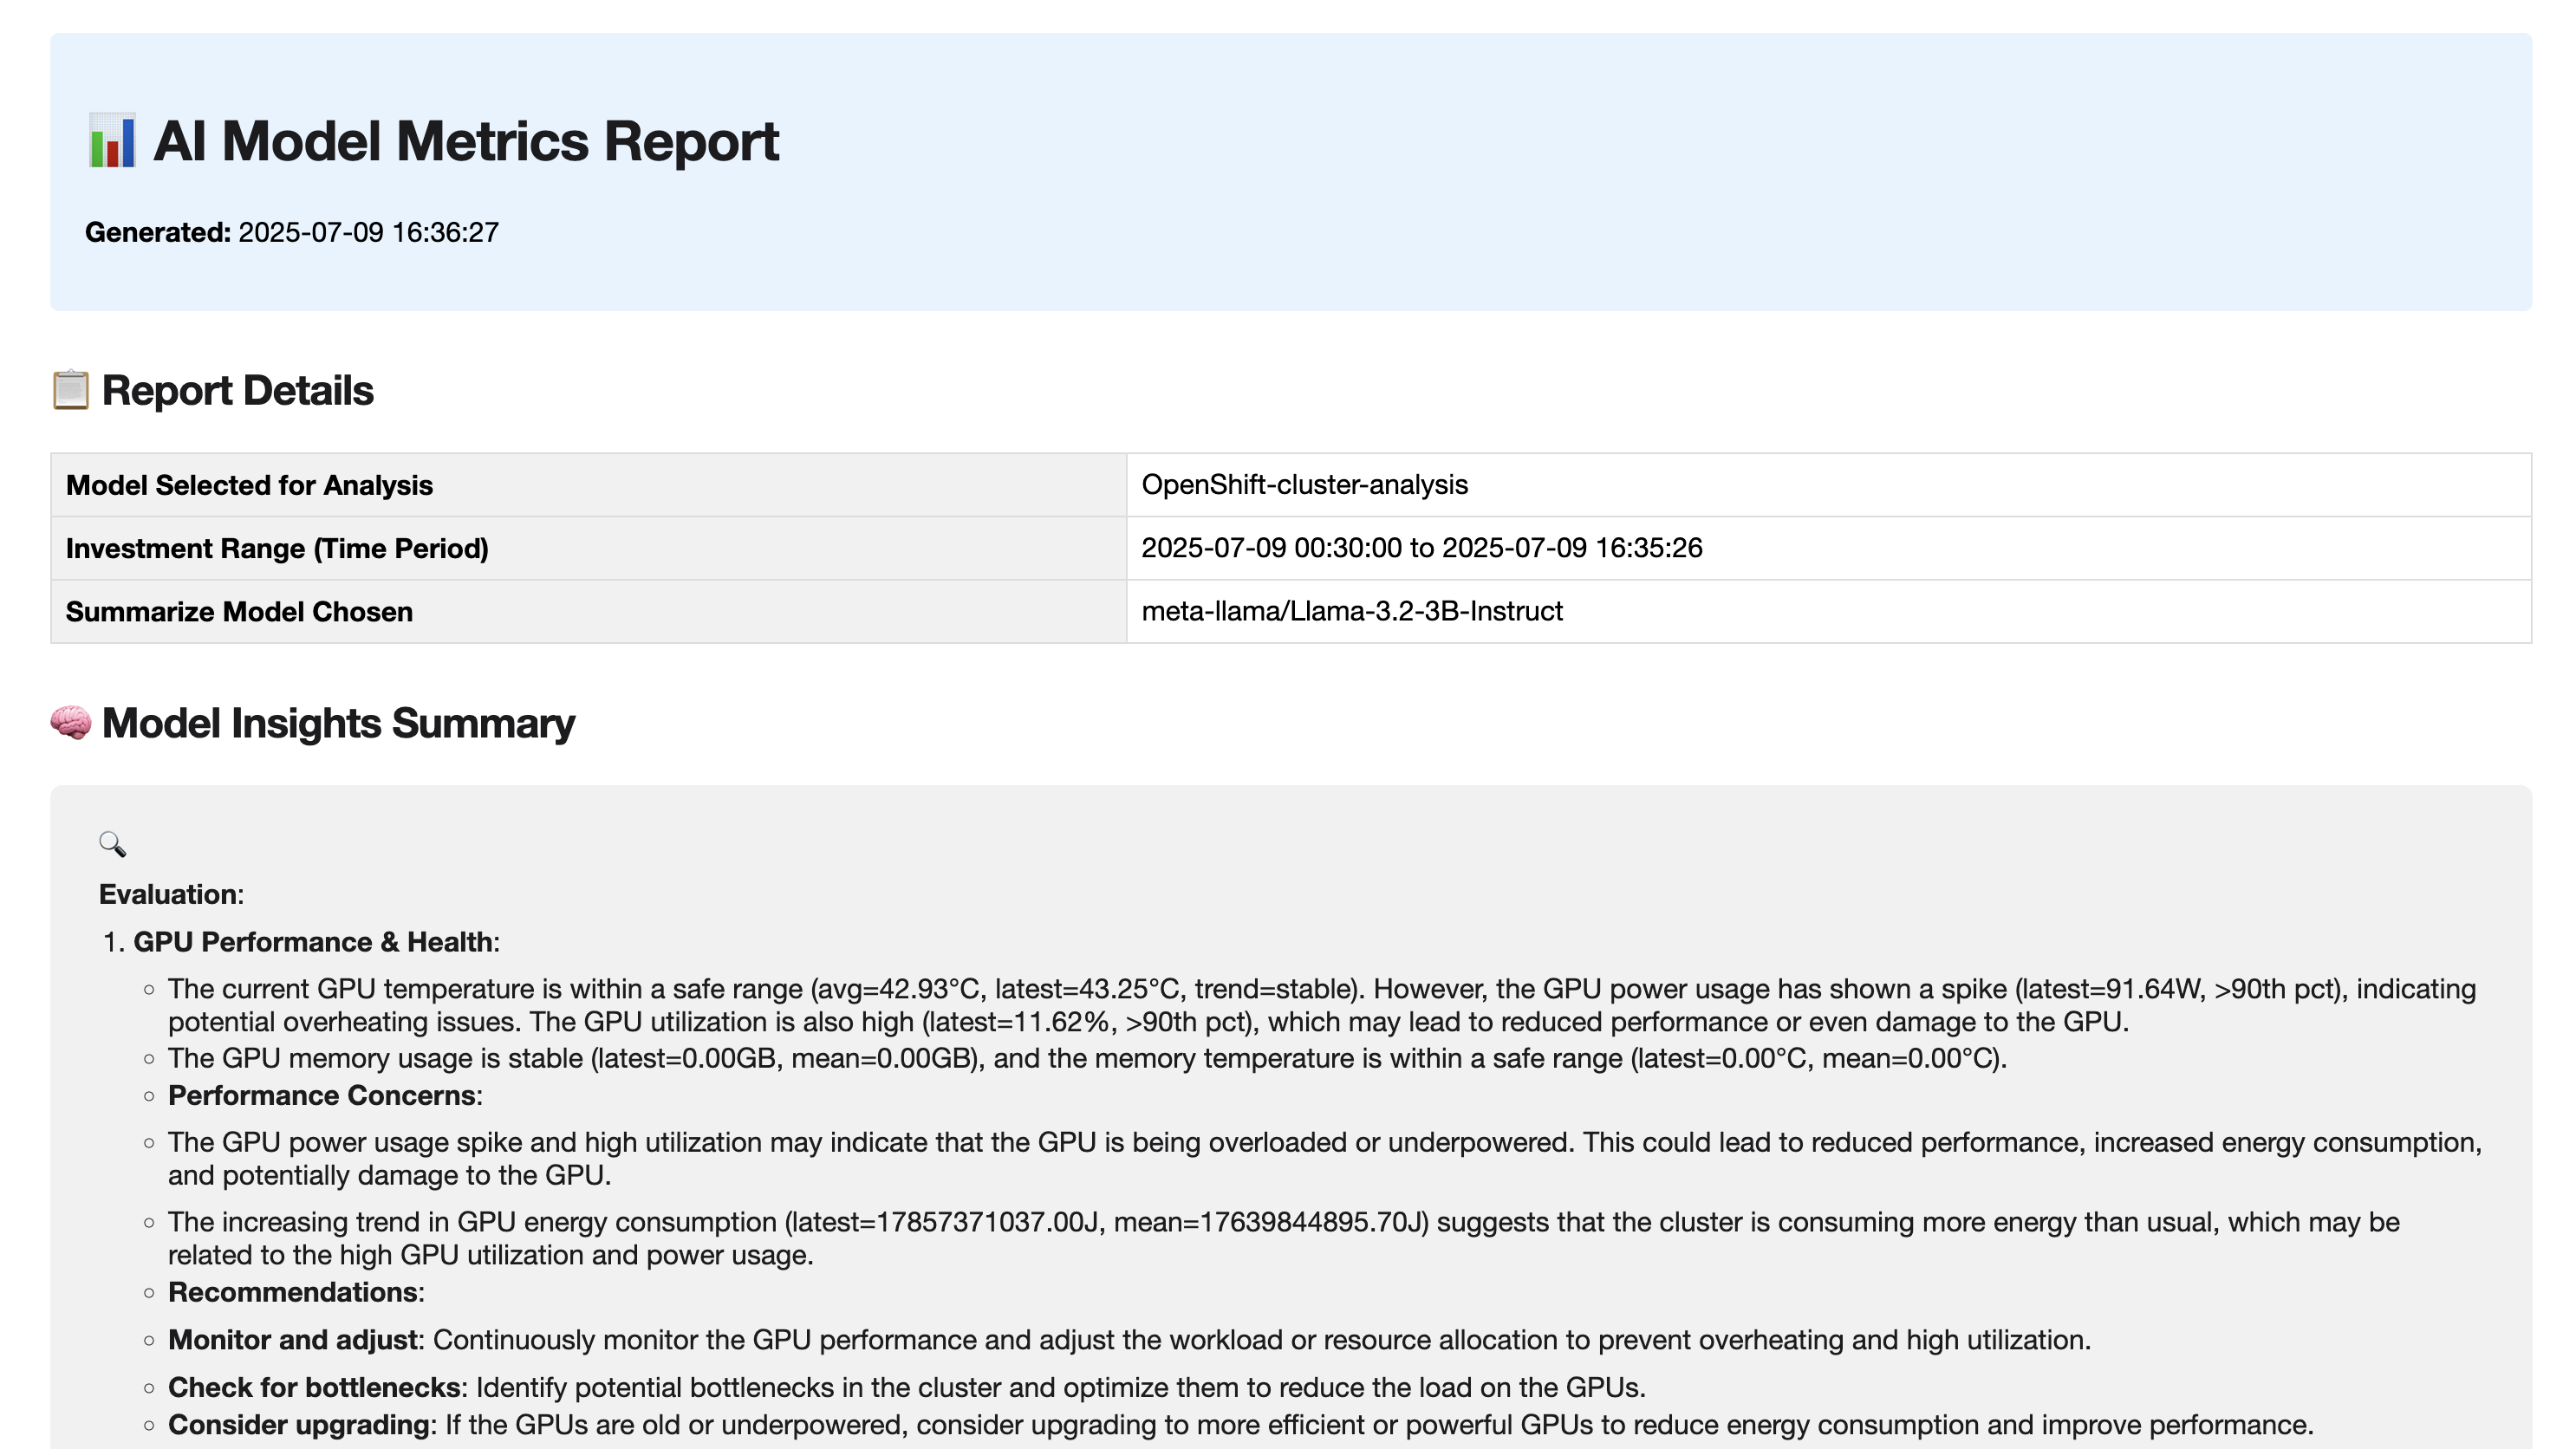 AI Model Metrics Report
Generated: 2025-07-09 16:36:27
Report Details
Model Selected for Analysis
OpenShift-cluster-analysis
Investment Range (Time Period)
2025-07-09 00:30:00 to 2025-07-09 16:35:26
Summarize Model Chosen
meta-llama/Llama-3.2-3B-Instruct
Model Insights Summary
Evaluation:
1. GPU Performance & Health:
The current GPU temperature is within a safe range (avg=42.93°C, latest=43.25°C, trend=stable). However, the GPU power usage has shown a spike (latest=91.64W, >90th pct), indicating
potential overheating issues. The GPU utilization is also high (latest=11.62%, >90th pct), which may lead to reduced performance or even damage to the GPU.
The GPU memory usage is stable (latest=0.00GB, mean=0.00GB), and the memory temperature is within a safe range (latest=0.00°C, mean=0.00°C).
Performance Concerns:
The GPU power usage spike and high utilization may indicate that the GPU is being overloaded or underpowered. This could lead to reduced performance, increased energy consumption,
and potentially damage to the GPU.
The increasing trend in GPU energy consumption (latest=17857371037.00J, mean=17639844895.70J) suggests that the cluster is consuming more energy than usual, which may be
related to the high GPU utilization and power usage.
Recommendations:
Monitor and adjust: Continuously monitor the GPU performance and adjust the workload or resource allocation to prevent overheating and high utilization.
Check for bottlenecks: Identify potential bottlenecks in the cluster and optimize them to reduce the load on the GPUs.
Consider upgrading: If the GPUs are old or underpowered, consider upgrading to more efficient or powerful GPUs to reduce energy consumption and improve performance.